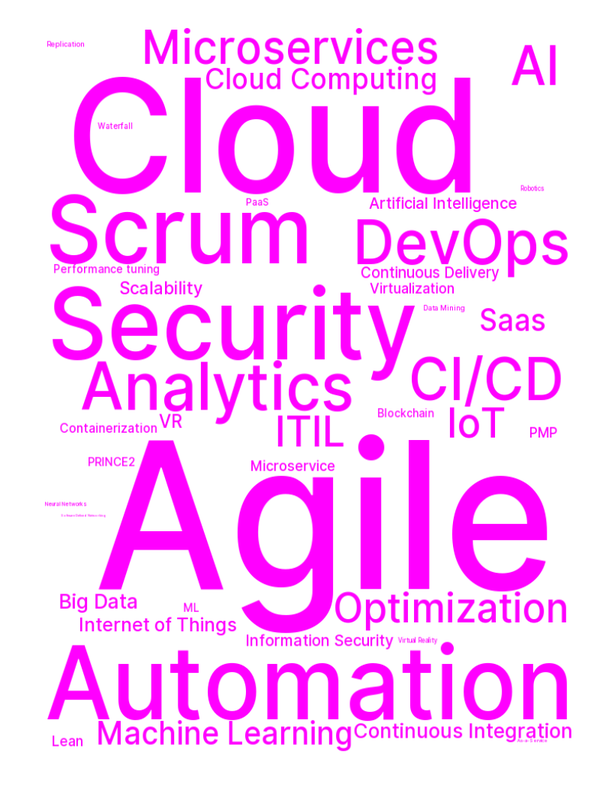 Replication
Microservices
AI
Cloud Computing
Cloud
Waterfall
Robotics
PaaS
Artificial Intelligence
Scrum
DevOps
Performance tuning
Continuous Delivery
Scalability
Virtualization
Security
Data Mining
Saas
Analytics
CI/CD
Blockchain
IoT
VR
Containerization
ITIL
PMP
PRINCE2
Microservice
Agile
Neural Networks
Big Data
ML
Optimization
Internet of Things
Information Security
Virtual Reality
Automation
Machine Learning
Continuous Integration
Lean